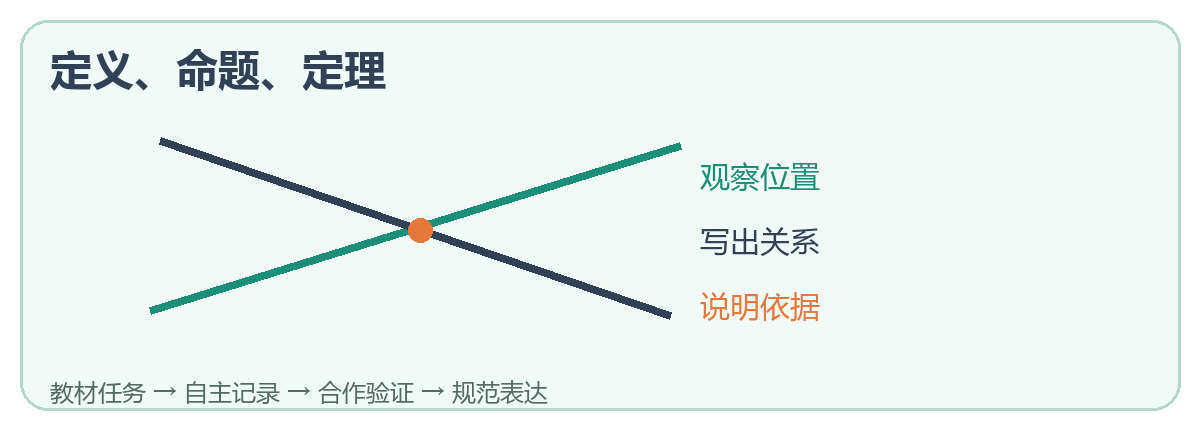 定义、命题、定理
观察位置
写出关系
说明依据
教材任务 → 自主记录 → 合作验证 → 规范表达